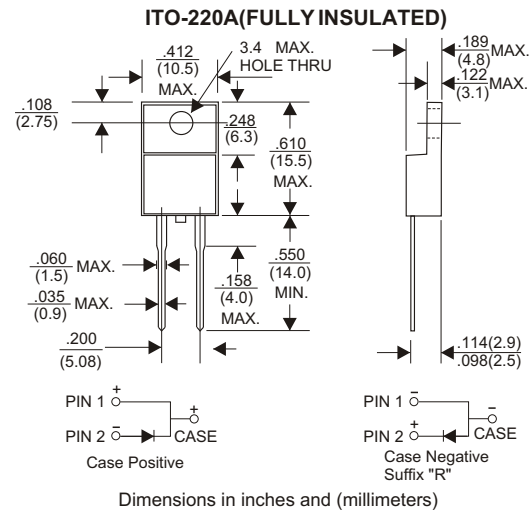 ITO-220A(FULLY INSULATED)
.412
(10.5)
MAX.
3.4 MAX.
HOLE THRU
.189
(4.8)
MAX.
.122
(3.1)
MAX.
.108
(2.75)
.248
(6.3)
.610
(15.5)
MAX.
.060
(1.5)
MAX.
.035
(0.9)
MAX.
.158
(4.0)
MAX.
.550
(14.0)
MIN.
.200
(5.08)
.114(2.9)
.098(2.5)
+
PIN 1
+
PIN 2
−
CASE
Case Positive
−
PIN 1
−
PIN 2
+
CASE
Case Negative
Suffix "R"
Dimensions in inches and (millimeters)